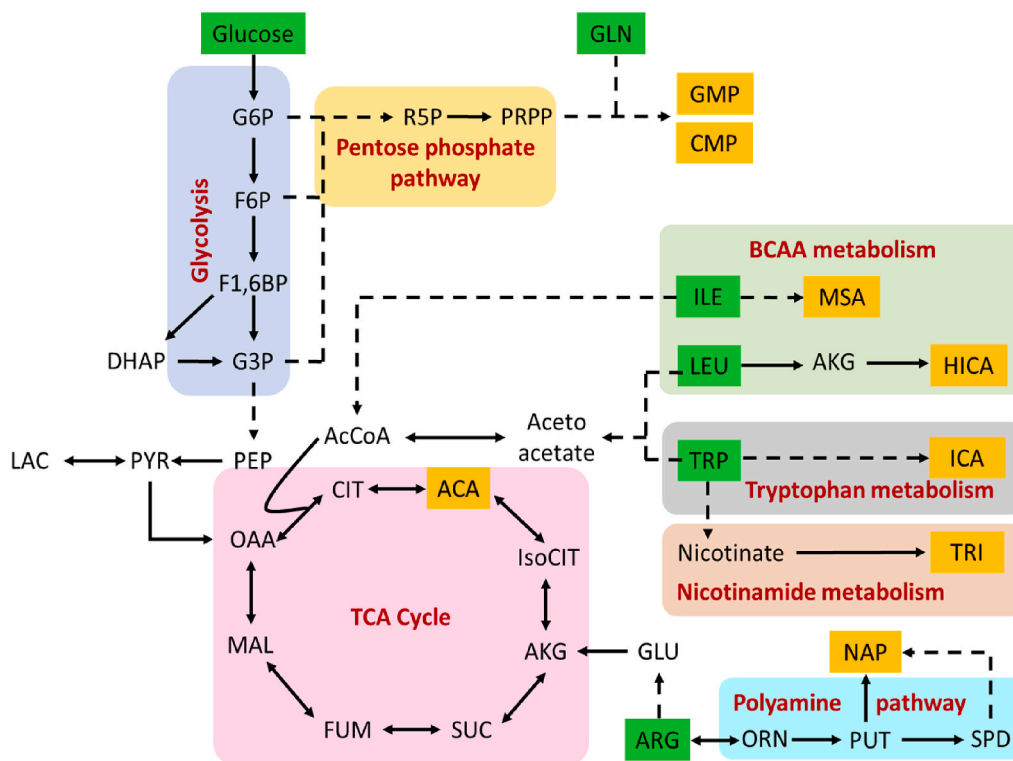 Glucose
GLN
GMP
G6P
R5P
PRPP
CMP
Pentose phosphate
pathway
Glycolysis
F6P
BCAA metabolism
F1,6BP
ILE
MSA
DHAP
G3P
LEU
AKG
HICA
AcCoA
Aceto
acetate
LAC
PYR
PEP
TRP
ICA
Tryptophan metabolism
CIT
ACA
OAA
IsoCIT
Nicotinate
TRI
Nicotinamide metabolism
TCA Cycle
MAL
AKG
GLU
NAP
Polyamine pathway
FUM
SUC
ARG
ORN
PUT
SPD